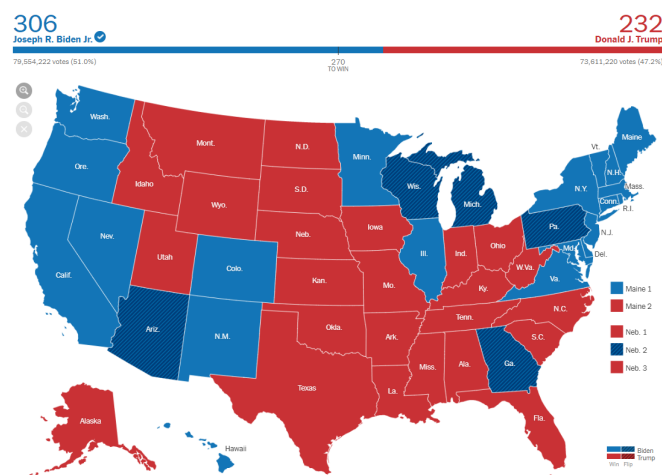 306
232
Joseph R. Biden Jr.
Donald J. Trump
79,554,222 votes (51.0%)
270
73,611,220 votes (47.2%)
TO WIN
Wash.
Mont.
N.D.
Minn.
Vt.
Maine
Ore.
Idaho
S.D.
Wis.
Mich.
N.H.
N.Y.
Mass.
Wyo.
Conn.
R.I.
Nev.
Neb.
Iowa
Pa.
N.J.
Utah
Colo.
Ill.
Ind.
Ohio
Md.
Del.
Calif.
Kan.
Mo.
W.Va.
Va.
Ky.
Maine 1
Maine 2
Ariz.
N.M.
Okla.
Ark.
Tenn.
N.C.
S.C.
Neb. 1
Neb. 2
Neb. 3
Texas
La.
Miss.
Ala.
Ga.
Fla.
Alaska
Hawaii
Biden
Trump
Win Flip